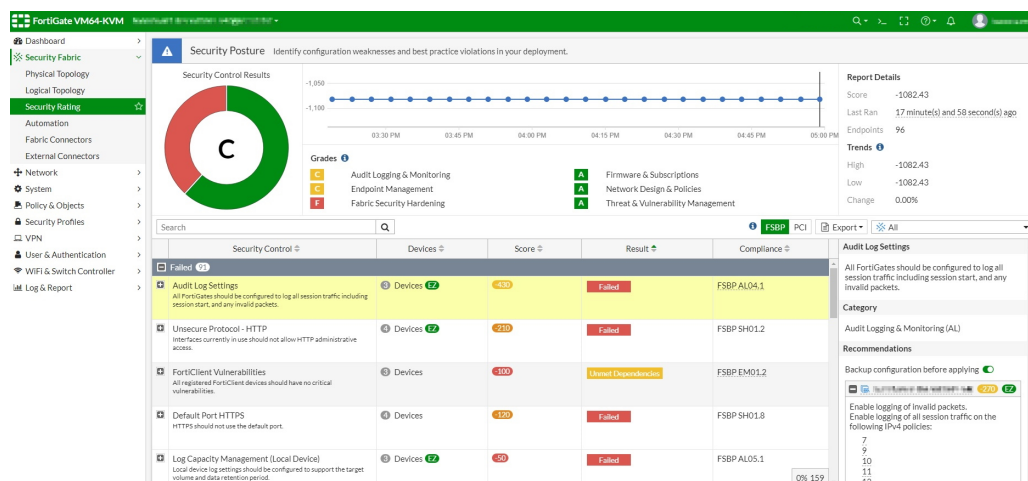 FortiGate VM64-KVM
Dashboard
Security Fabric
Physical Topology
Logical Topology
Security Rating
Automation
Fabric Connectors
External Connectors
Network
System
Policy & Objects
Security Profiles
VPN
User & Authentication
WiFi & Switch Controller
Log & Report
Security Posture Identify configuration weaknesses and best practice violations in your deployment.
Security Control Results
C
-1,050
-1,100
03:30 PM 03:45 PM 04:00 PM 04:15 PM 04:30 PM 04:45 PM 05:00 PM
Grades
C Audit Logging & Monitoring
C Endpoint Management
F Fabric Security Hardening
A Firmware & Subscriptions
A Network Design & Policies
A Threat & Vulnerability Management
Report Details
Score -1082.43
Last Ran 17 minute(s) and 58 second(s) ago
Endpoints 96
Trends
High -1082.43
Low -1082.43
Change 0.00%
Search
FSBP PCI Export All
Security Control Devices Score Result Compliance
Failed 91
Audit Log Settings 3 Devices EZ -430 Failed FSBP AL04.1
All FortiGates should be configured to log all session traffic including
session start, and any invalid packets.
Unsecure Protocol - HTTP 4 Devices EZ -210 Failed FSBP SH01.2
Interfaces currently in use should not allow HTTP administrative
access.
FortiClient Vulnerabilities 3 Devices -100 Unmet Dependencies FSBP EM01.2
All registered FortiClient devices should have no critical
vulnerabilities.
Default Port HTTPS 4 Devices -120 Failed FSBP SH01.8
HTTPS should not use the default port.
Log Capacity Management (Local Device) 3 Devices EZ -50 Failed FSBP AL05.1
Local device log settings should be configured to support the target
volume and data retention period.
0% 159
Audit Log Settings
All FortiGates should be configured to log all
session traffic including session start, and any
invalid packets.
Category
Audit Logging & Monitoring (AL)
Recommendations
Backup configuration before applying
-270 EZ
Enable logging of invalid packets.
Enable logging of all session traffic on the
following IPv4 policies:
7
9
10
11
12